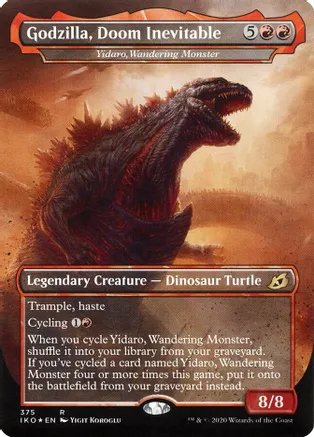 Godzilla, Doom Inevitable 5
Yidaro, Wandering Monster
Legendary Creature — Dinosaur Turtle
Trample, haste
Cycling 1
When you cycle Yidaro, Wandering Monster,
shuffle it into your library from your graveyard.
If you've cycled a card named Yidaro, Wandering
Monster four or more times this game, put it onto
the battlefield from your graveyard instead.
8/8
375 R
IKO★EN YIGIT KOROGLU
™ & © 2020 Wizards of the Coast